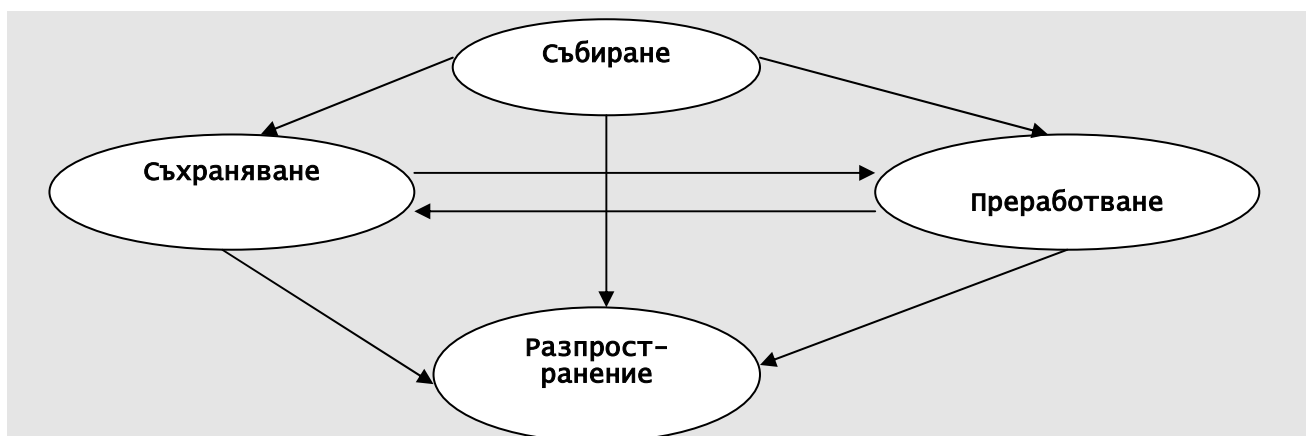 Събиране
Съхраняване
Преработване
Разпрост-
ранение